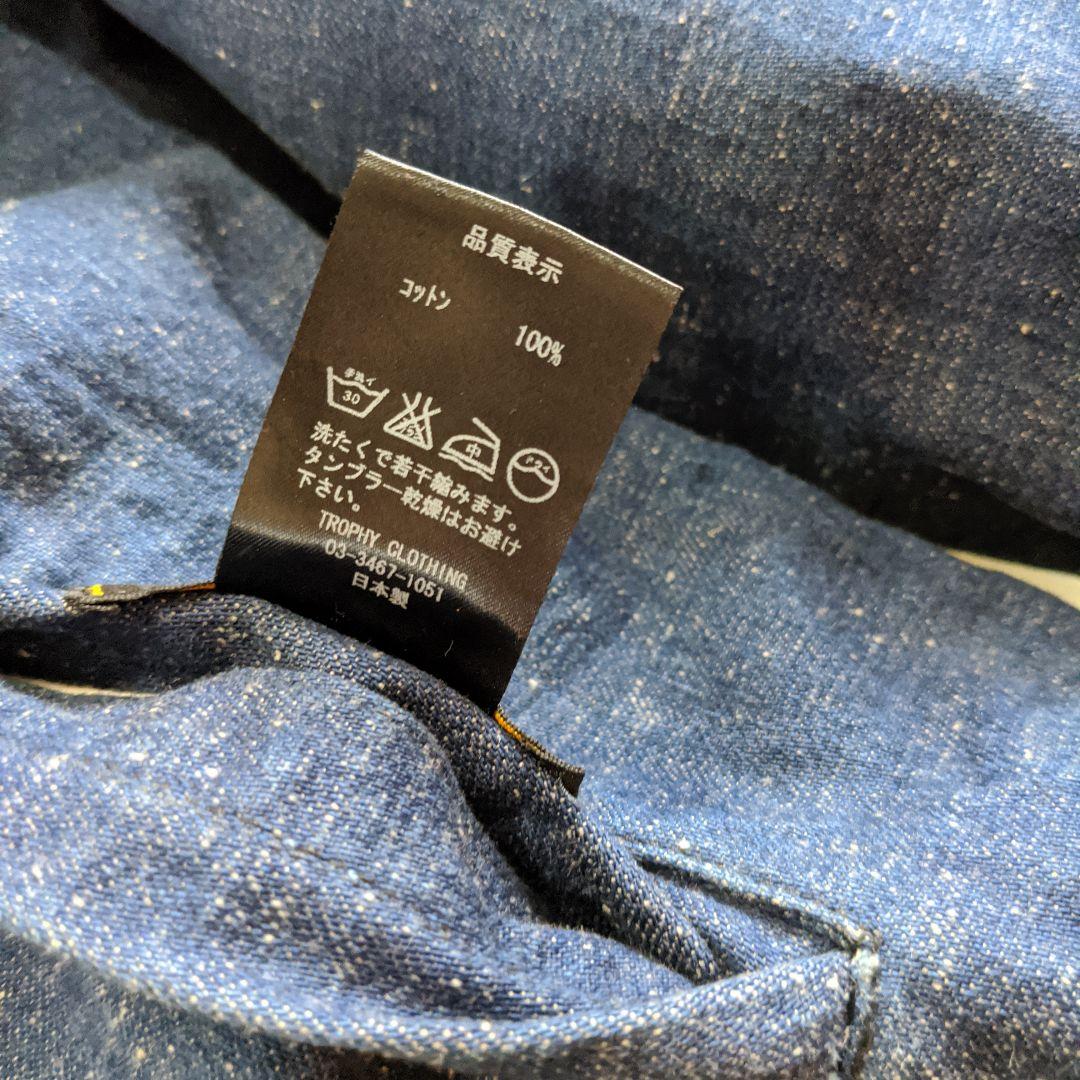 品質表示
コットン
100%
手洗イ
30
中
洗たくで若干縮みます。
タンブラー乾燥はお避け
下さい。
TROPHY CLOTHING
03-3467-1051
日本製